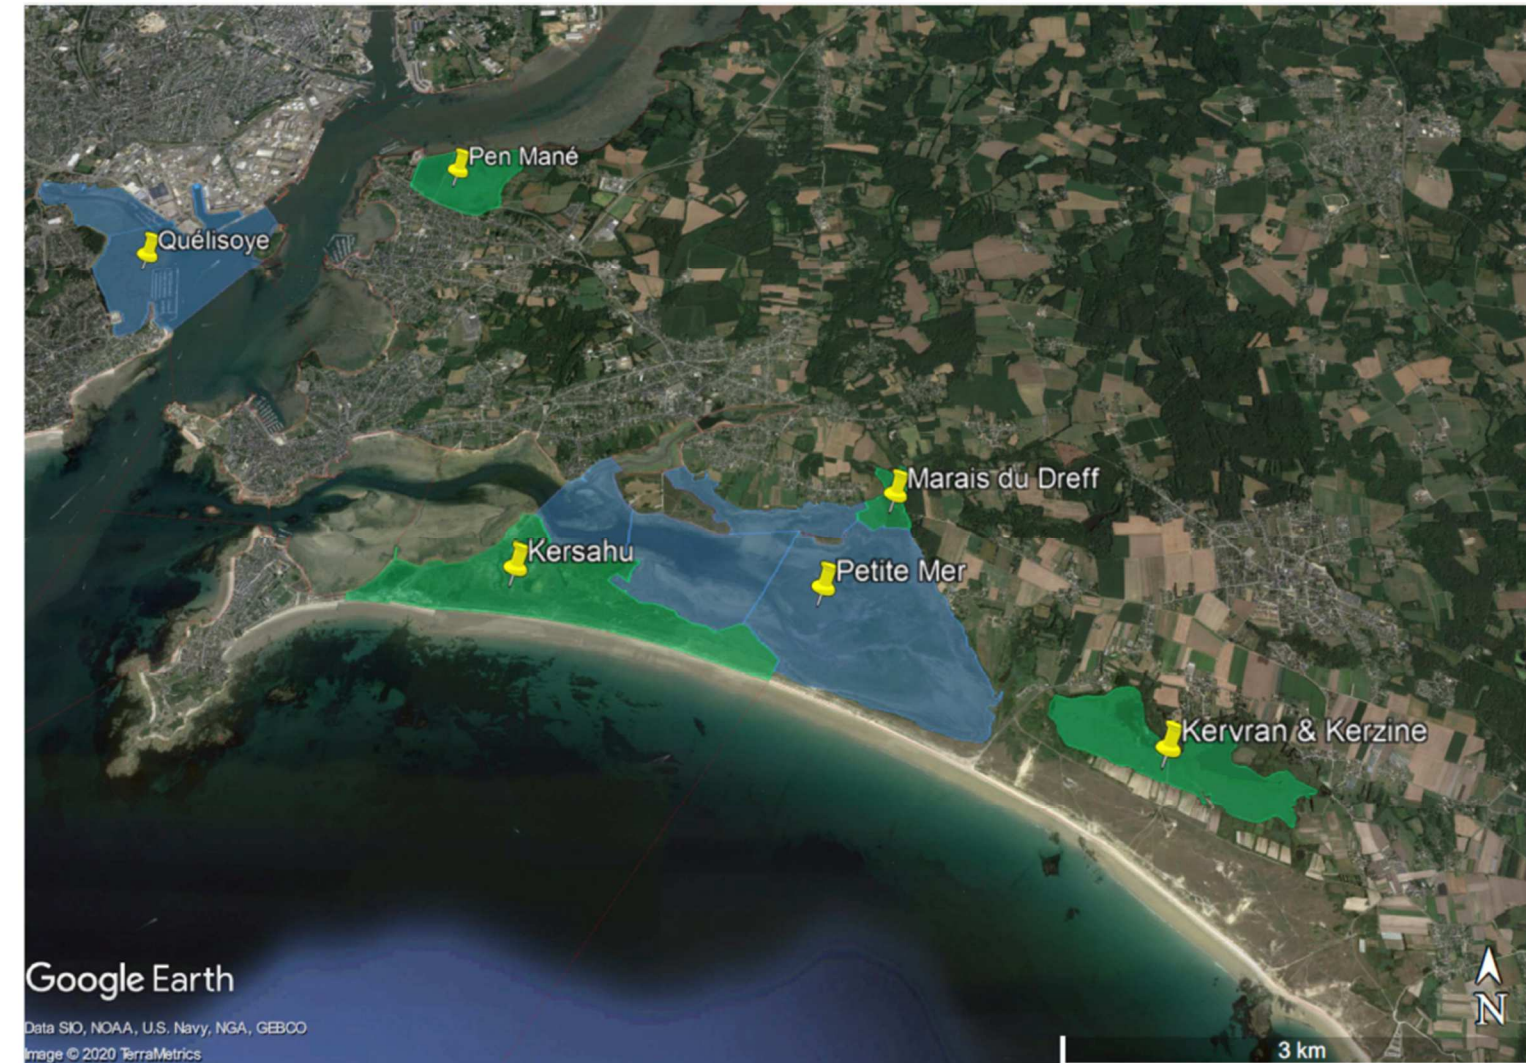 Pen Mané
Quélisoye
Marais du Dreff
Kersahu
Petite Mer
Kervran & Kerzine
Google Earth
Data SIO, NOAA, U.S. Navy, NGA, GEBCO
Image © 2020 TerraMetrics
N
3 km